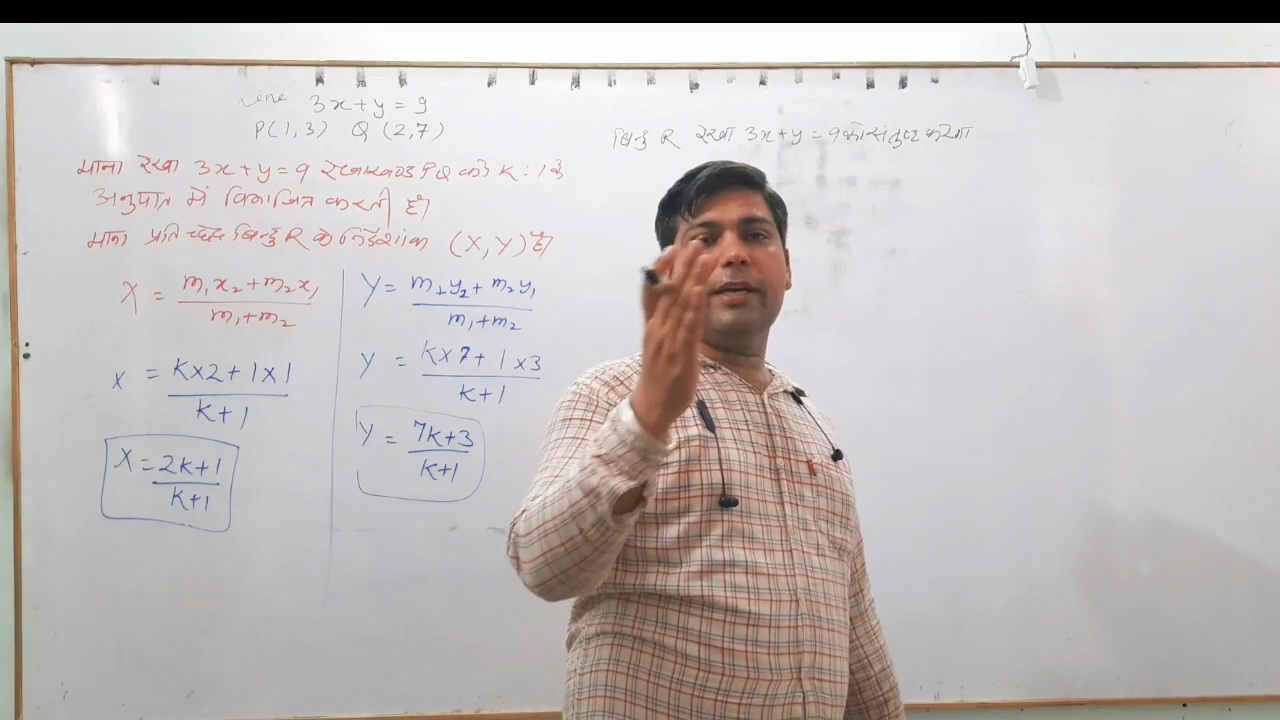 Line 3x+y=9
P(1,3) Q(2,7)
माना रेखा 3x+y=9 रेखाखण्ड PQ को K:1 के
अनुपात में विभाजित करती है।
माना प्रतिच्छेद बिन्दु R के निर्देशांक (X,Y) है।
X = m₁x₂+m₂x₁ / m₁+m₂
x = K×2+1×1 / K+1
X = 2K+1 / K+1
Y = m₁y₂+m₂y₁ / m₁+m₂
Y = K×7+1×3 / K+1
Y = 7K+3 / K+1
बिन्दु R रेखा 3x+y=9 को संतुष्ट करेगा